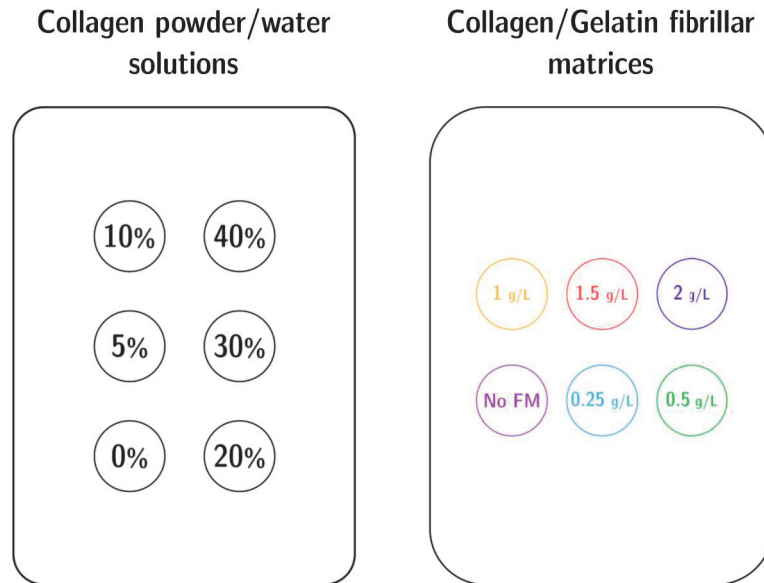 Collagen powder/water
solutions
Collagen/Gelatin fibrillar
matrices
10% 40%
5% 30%
0% 20%
1 g/L 1.5 g/L 2 g/L
No FM 0.25 g/L 0.5 g/L